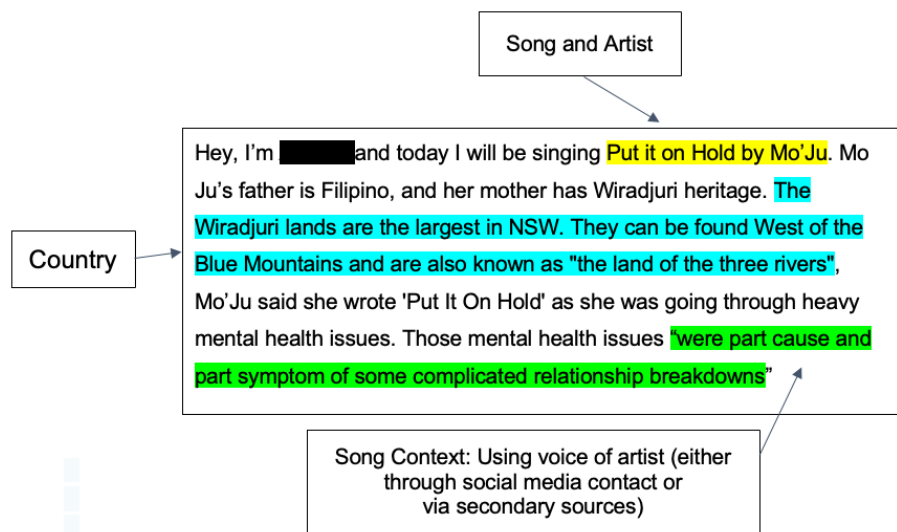 Song and Artist
Hey, I'm and today I will be singing Put it on Hold by Mo'Ju. Mo
Ju's father is Filipino, and her mother has Wiradjuri heritage. The
Wiradjuri lands are the largest in NSW. They can be found West of the
Blue Mountains and are also known as "the land of the three rivers",
Mo'Ju said she wrote 'Put It On Hold' as she was going through heavy
mental health issues. Those mental health issues “were part cause and
part symptom of some complicated relationship breakdowns”
Country
Song Context: Using voice of artist (either
through social media contact or
via secondary sources)